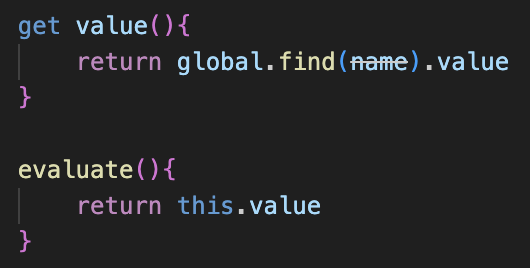 get value(){
    return global.find(name).value
}

evaluate(){
    return this.value
}